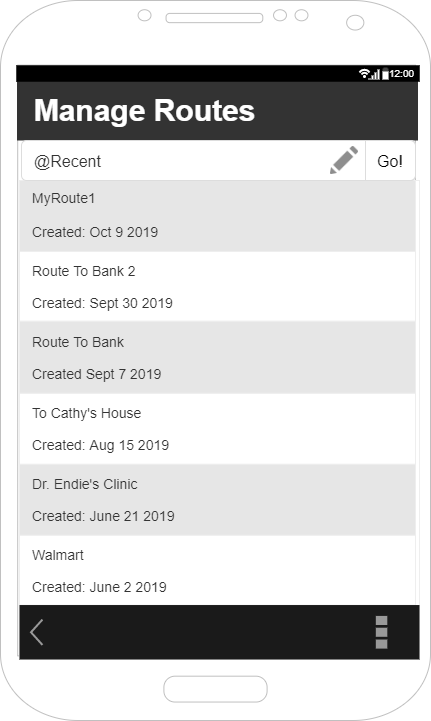 12:00
Manage Routes
@Recent Go!
MyRoute1
Created: Oct 9 2019
Route To Bank 2
Created: Sept 30 2019
Route To Bank
Created Sept 7 2019
To Cathy's House
Created: Aug 15 2019
Dr. Endie's Clinic
Created: June 21 2019
Walmart
Created: June 2 2019